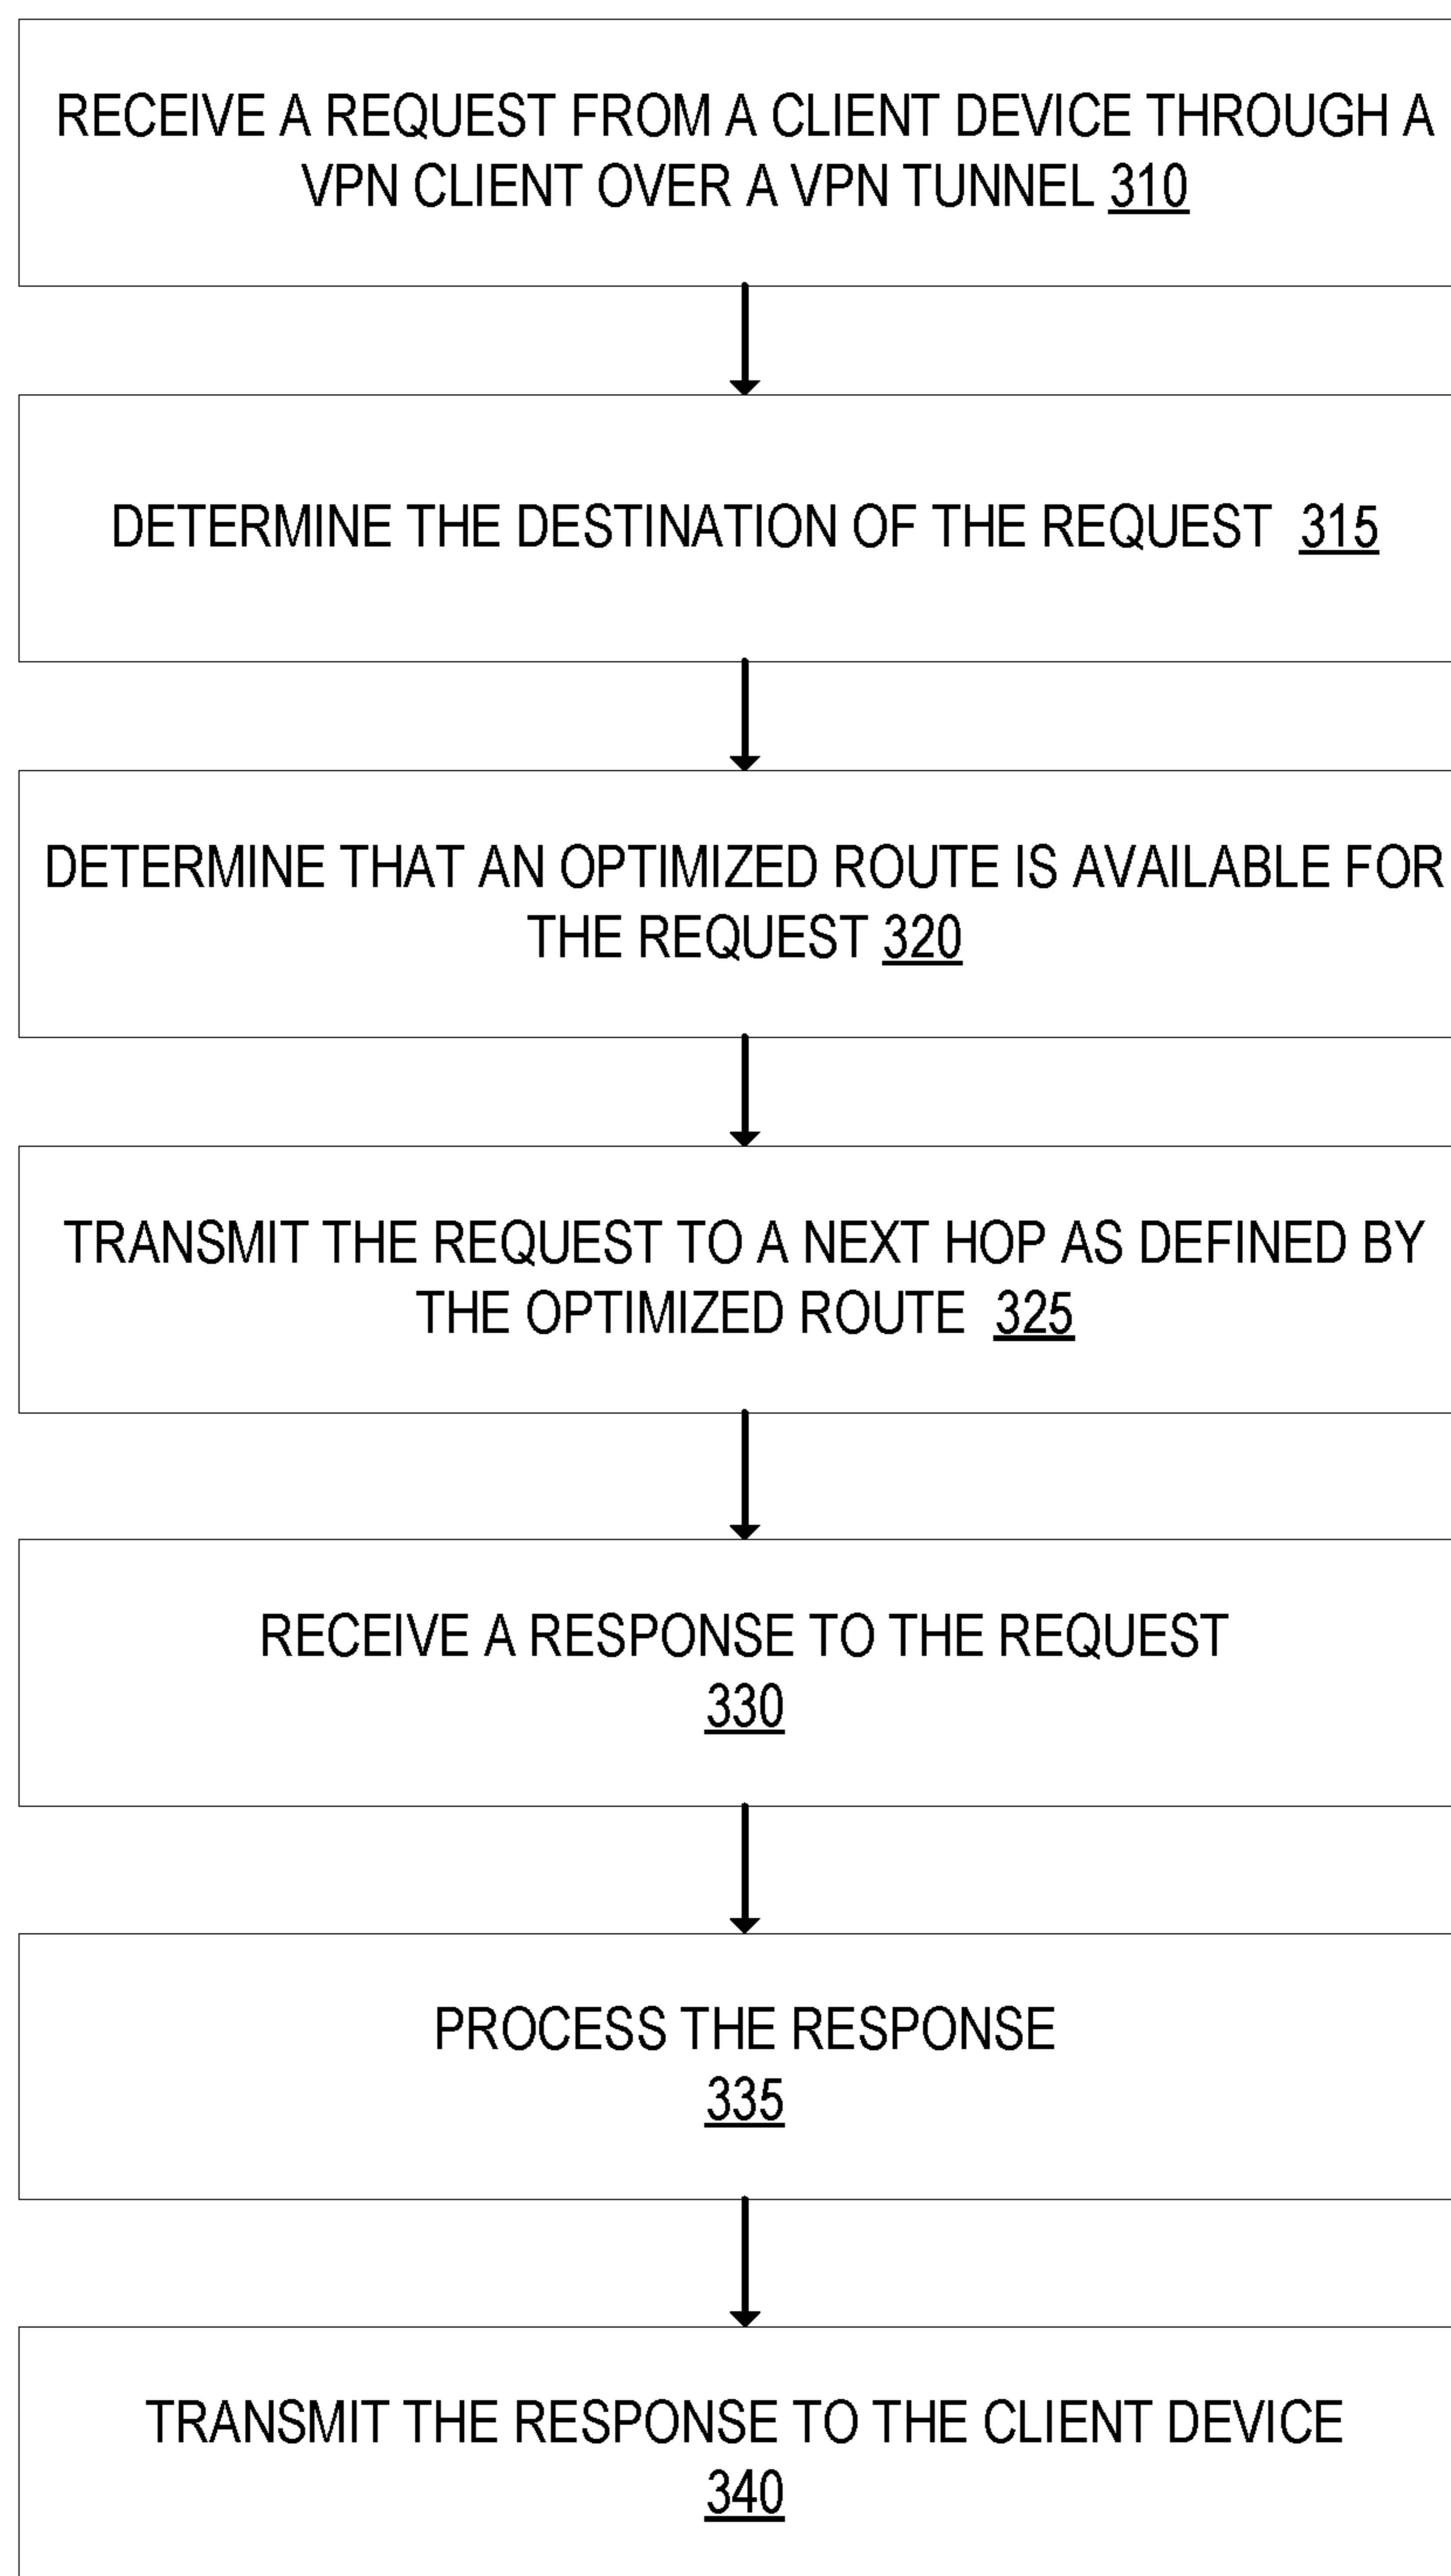 RECEIVE A REQUEST FROM A CLIENT DEVICE THROUGH A
VPN CLIENT OVER A VPN TUNNEL 310
DETERMINE THE DESTINATION OF THE REQUEST 315
DETERMINE THAT AN OPTIMIZED ROUTE IS AVAILABLE FOR
THE REQUEST 320
TRANSMIT THE REQUEST TO A NEXT HOP AS DEFINED BY
THE OPTIMIZED ROUTE 325
RECEIVE A RESPONSE TO THE REQUEST
330
PROCESS THE RESPONSE
335
TRANSMIT THE RESPONSE TO THE CLIENT DEVICE
340